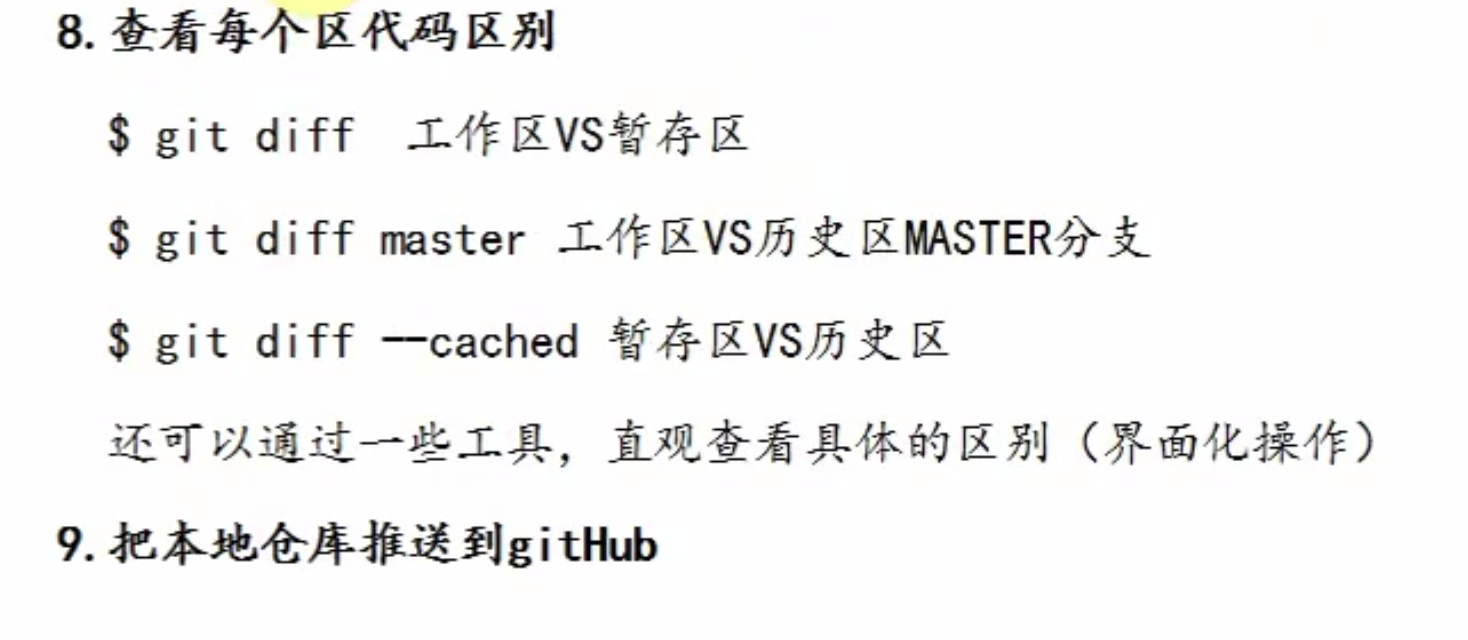 8. 查看每个区代码区别
$ git diff 工作区VS暂存区
$ git diff master 工作区VS历史区MASTER分支
$ git diff --cached 暂存区VS历史区
还可以通过一些工具，直观查看具体的区别（界面化操作）
9. 把本地仓库推送到gitHub